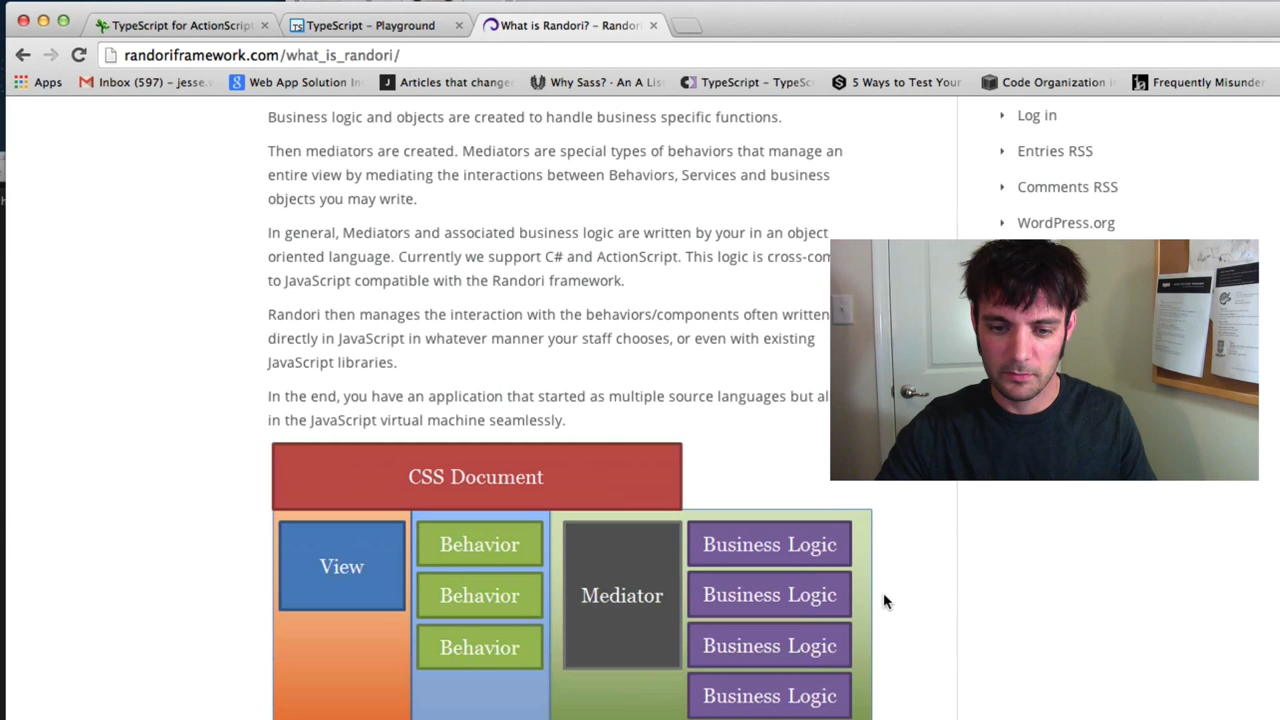 TypeScript for ActionScript
TypeScript – Playground
What is Randori? – Randor
randoriframework.com/what_is_randori/
Apps
Inbox (597) – jesse.
Web App Solution In
Articles that change
Why Sass? - An A Lis
TypeScript – TypeSc
5 Ways to Test Your
Code Organization i
Frequently Misunder
Business logic and objects are created to handle business specific functions.
Then mediators are created. Mediators are special types of behaviors that manage an
entire view by mediating the interactions between Behaviors, Services and business
objects you may write.
In general, Mediators and associated business logic are written by your in an object
oriented language. Currently we support C# and ActionScript. This logic is cross-com
to JavaScript compatible with the Randori framework.
Randori then manages the interaction with the behaviors/components often written
directly in JavaScript in whatever manner your staff chooses, or even with existing
JavaScript libraries.
In the end, you have an application that started as multiple source languages but al
in the JavaScript virtual machine seamlessly.
Log in
Entries RSS
Comments RSS
WordPress.org
CSS Document
View
Behavior
Behavior
Behavior
Mediator
Business Logic
Business Logic
Business Logic
Business Logic